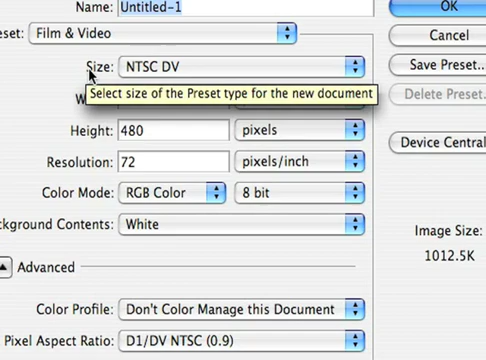 Name: Untitled-1 OK
eset: Film & Video Cancel
Size: NTSC DV Save Preset...
Select size of the Preset type for the new document Delete Preset.
W
Height: 480 pixels
Device Central
Resolution: 72 pixels/inch
Color Mode: RGB Color 8 bit
ckground Contents: White Image Size:
1012.5K
Advanced
Color Profile: Don't Color Manage this Document
Pixel Aspect Ratio: D1/DV NTSC (0.9)